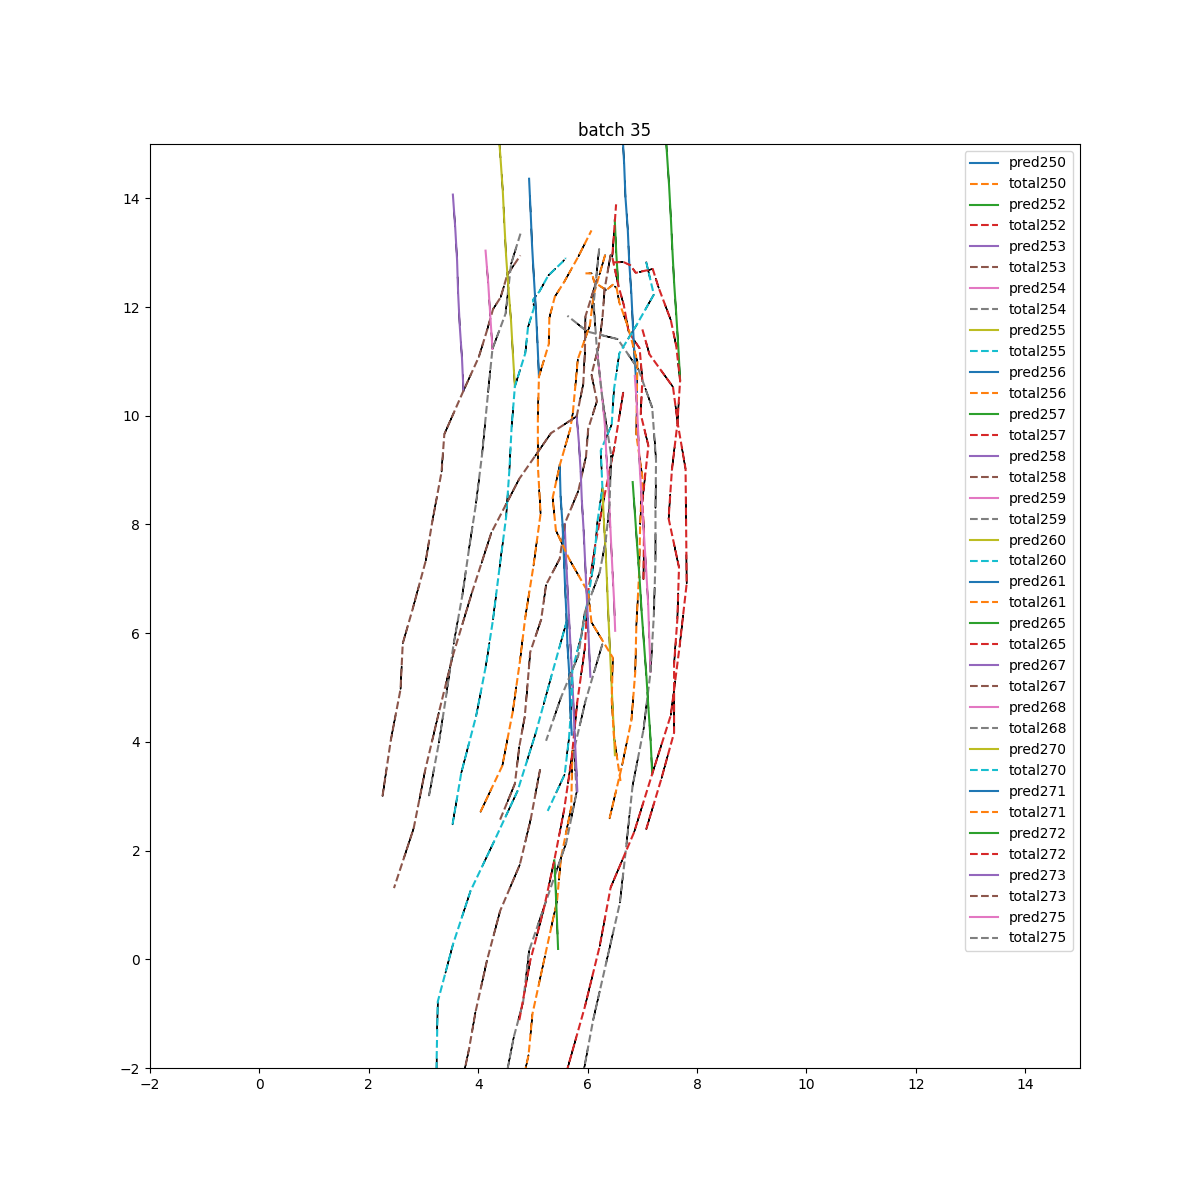 batch 35
pred250
total250
pred252
total252
pred253
total253
pred254
total254
pred255
total255
pred256
total256
pred257
total257
pred258
total258
pred259
total259
pred260
total260
pred261
total261
pred265
total265
pred267
total267
pred268
total268
pred270
total270
pred271
total271
pred272
total272
pred273
total273
pred275
total275
14
12
10
8
6
4
2
0
−2
−2 0 2 4 6 8 10 12 14